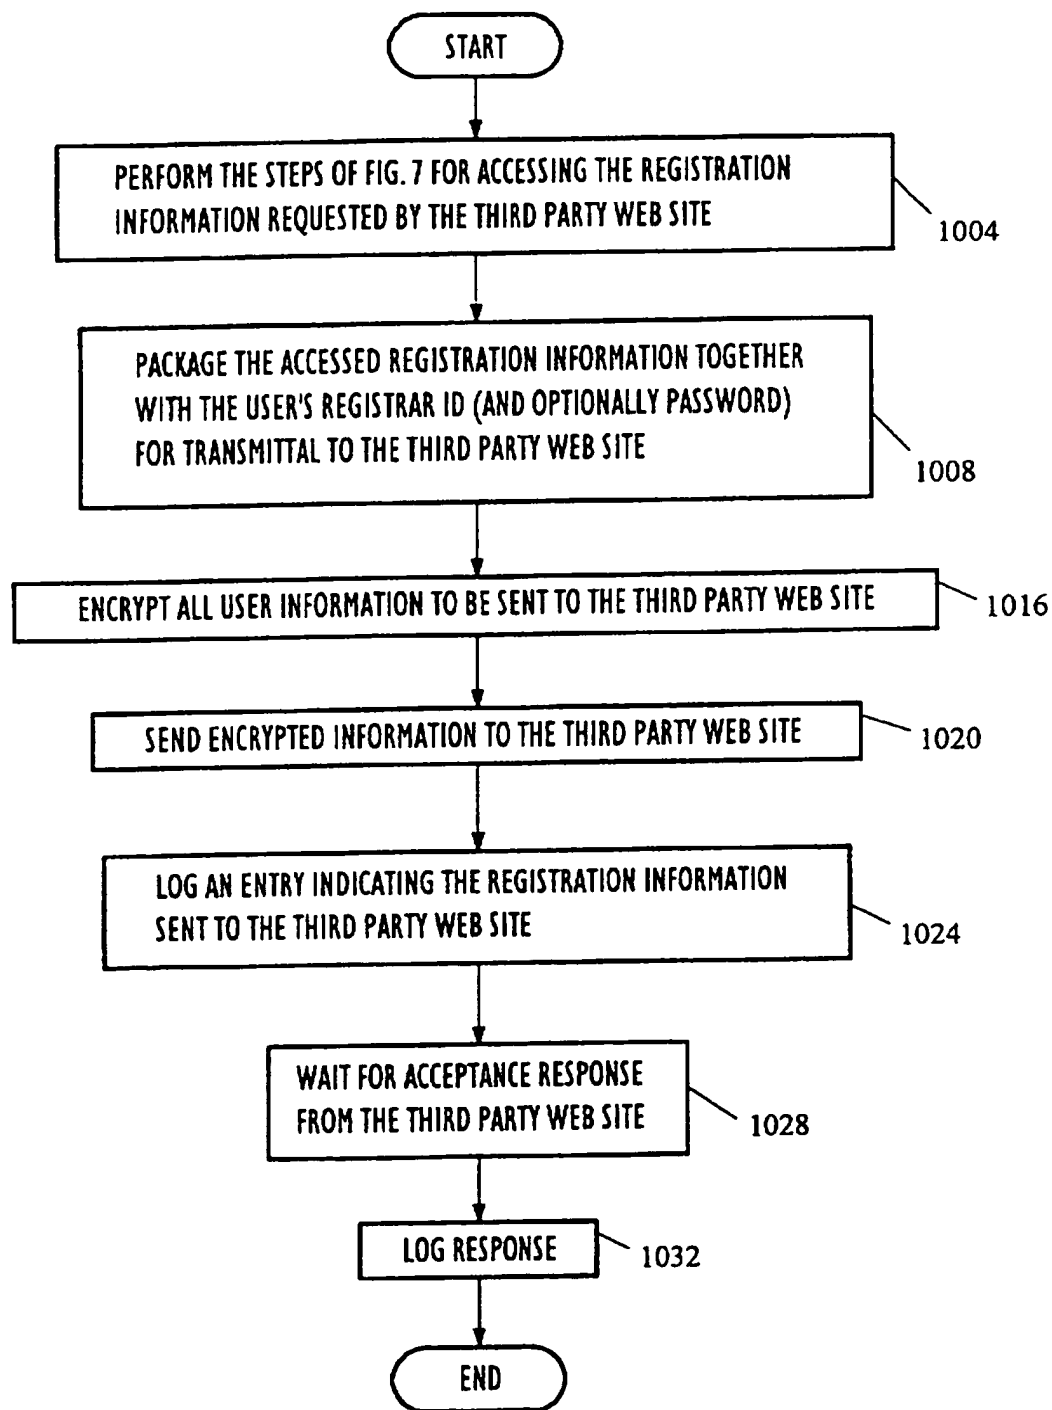 START
PERFORM THE STEPS OF FIG. 7 FOR ACCESSING THE REGISTRATION
INFORMATION REQUESTED BY THE THIRD PARTY WEB SITE
1004
PACKAGE THE ACCESSED REGISTRATION INFORMATION TOGETHER
WITH THE USER'S REGISTRAR ID (AND OPTIONALLY PASSWORD)
FOR TRANSMITTAL TO THE THIRD PARTY WEB SITE
1008
ENCRYPT ALL USER INFORMATION TO BE SENT TO THE THIRD PARTY WEB SITE
1016
SEND ENCRYPTED INFORMATION TO THE THIRD PARTY WEB SITE
1020
LOG AN ENTRY INDICATING THE REGISTRATION INFORMATION
SENT TO THE THIRD PARTY WEB SITE
1024
WAIT FOR ACCEPTANCE RESPONSE
FROM THE THIRD PARTY WEB SITE
1028
LOG RESPONSE
1032
END